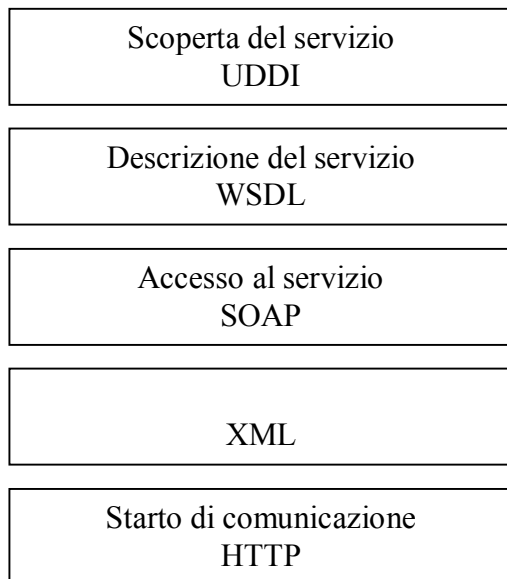 Scoperta del servizio
UDDI
Descrizione del servizio
WSDL
Accesso al servizio
SOAP
XML
Starto di comunicazione
HTTP